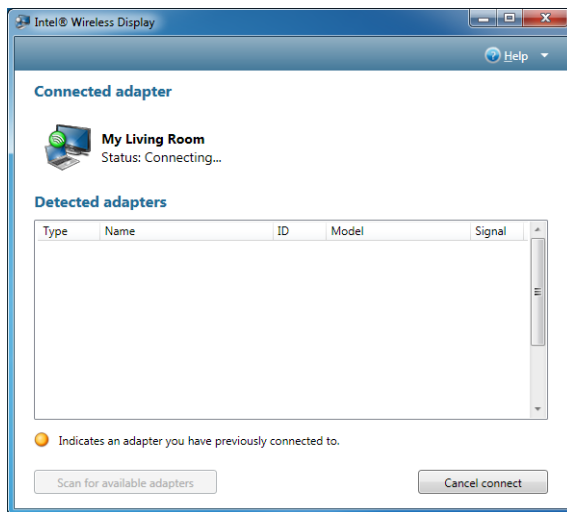 Intel® Wireless Display
Help
Connected adapter
My Living Room
Status: Connecting...
Detected adapters
Type Name ID Model Signal
Indicates an adapter you have previously connected to.
Scan for available adapters Cancel connect